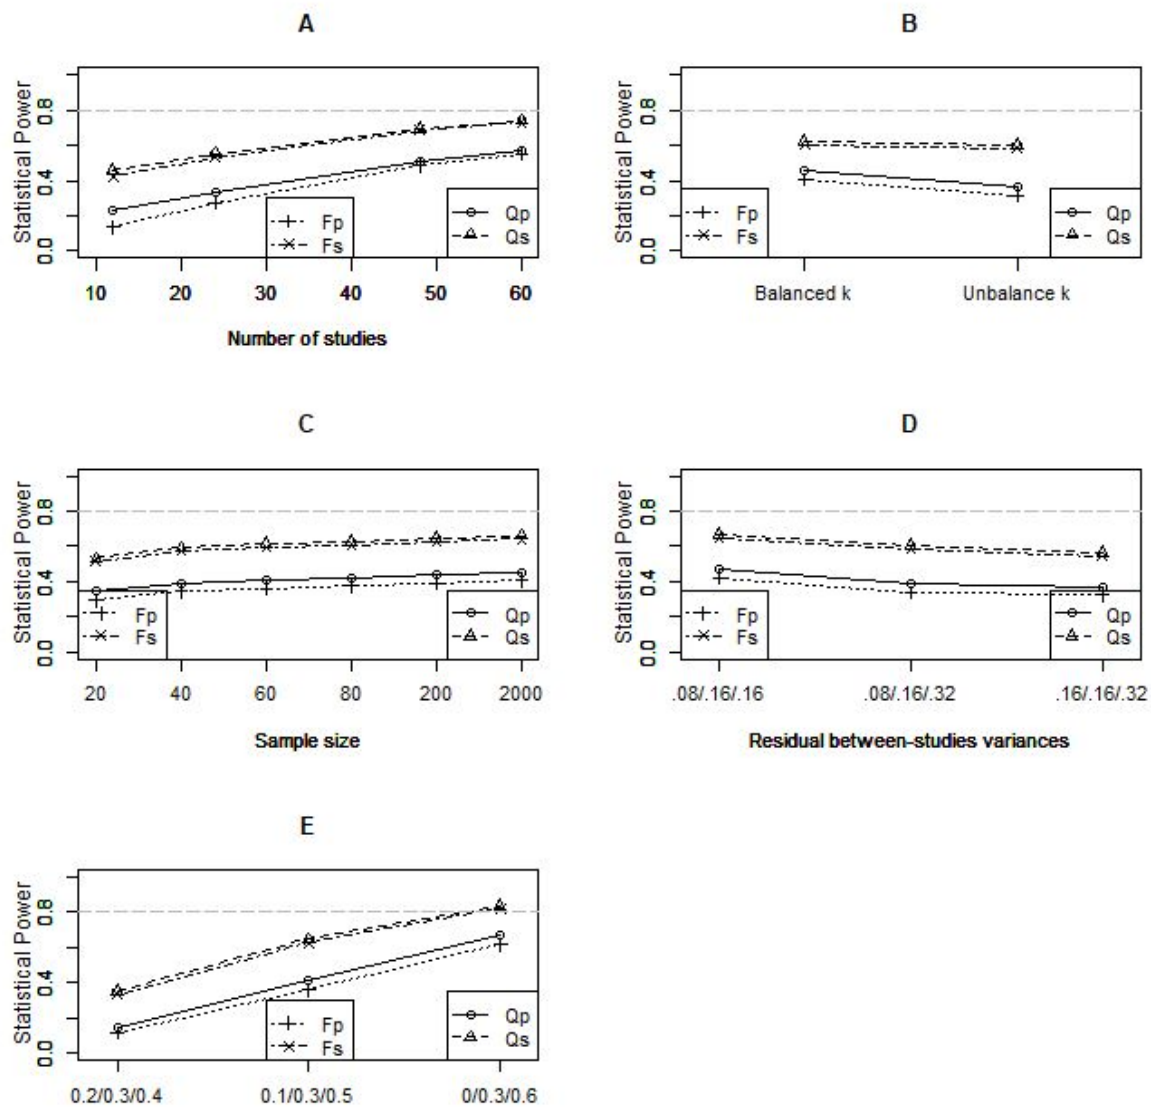 A
Statistical Power
0.0 0.4 0.8
Fp
Fs
Qp
Qs
10 20 30 40 50 60
Number of studies
B
Statistical Power
0.0 0.4 0.8
Fp
Fs
Qp
Qs
Balanced k Unbalance k
C
Statistical Power
0.0 0.4 0.8
Fp
Fs
Qp
Qs
20 40 60 80 200 2000
Sample size
D
Statistical Power
0.0 0.4 0.8
Fp
Fs
Qp
Qs
.08/.16/.16 .08/.16/.32 .16/.16/.32
Residual between-studies variances
E
Statistical Power
0.0 0.4 0.8
Fp
Fs
Qp
Qs
0.2/0.3/0.4 0.1/0.3/0.5 0/0.3/0.6